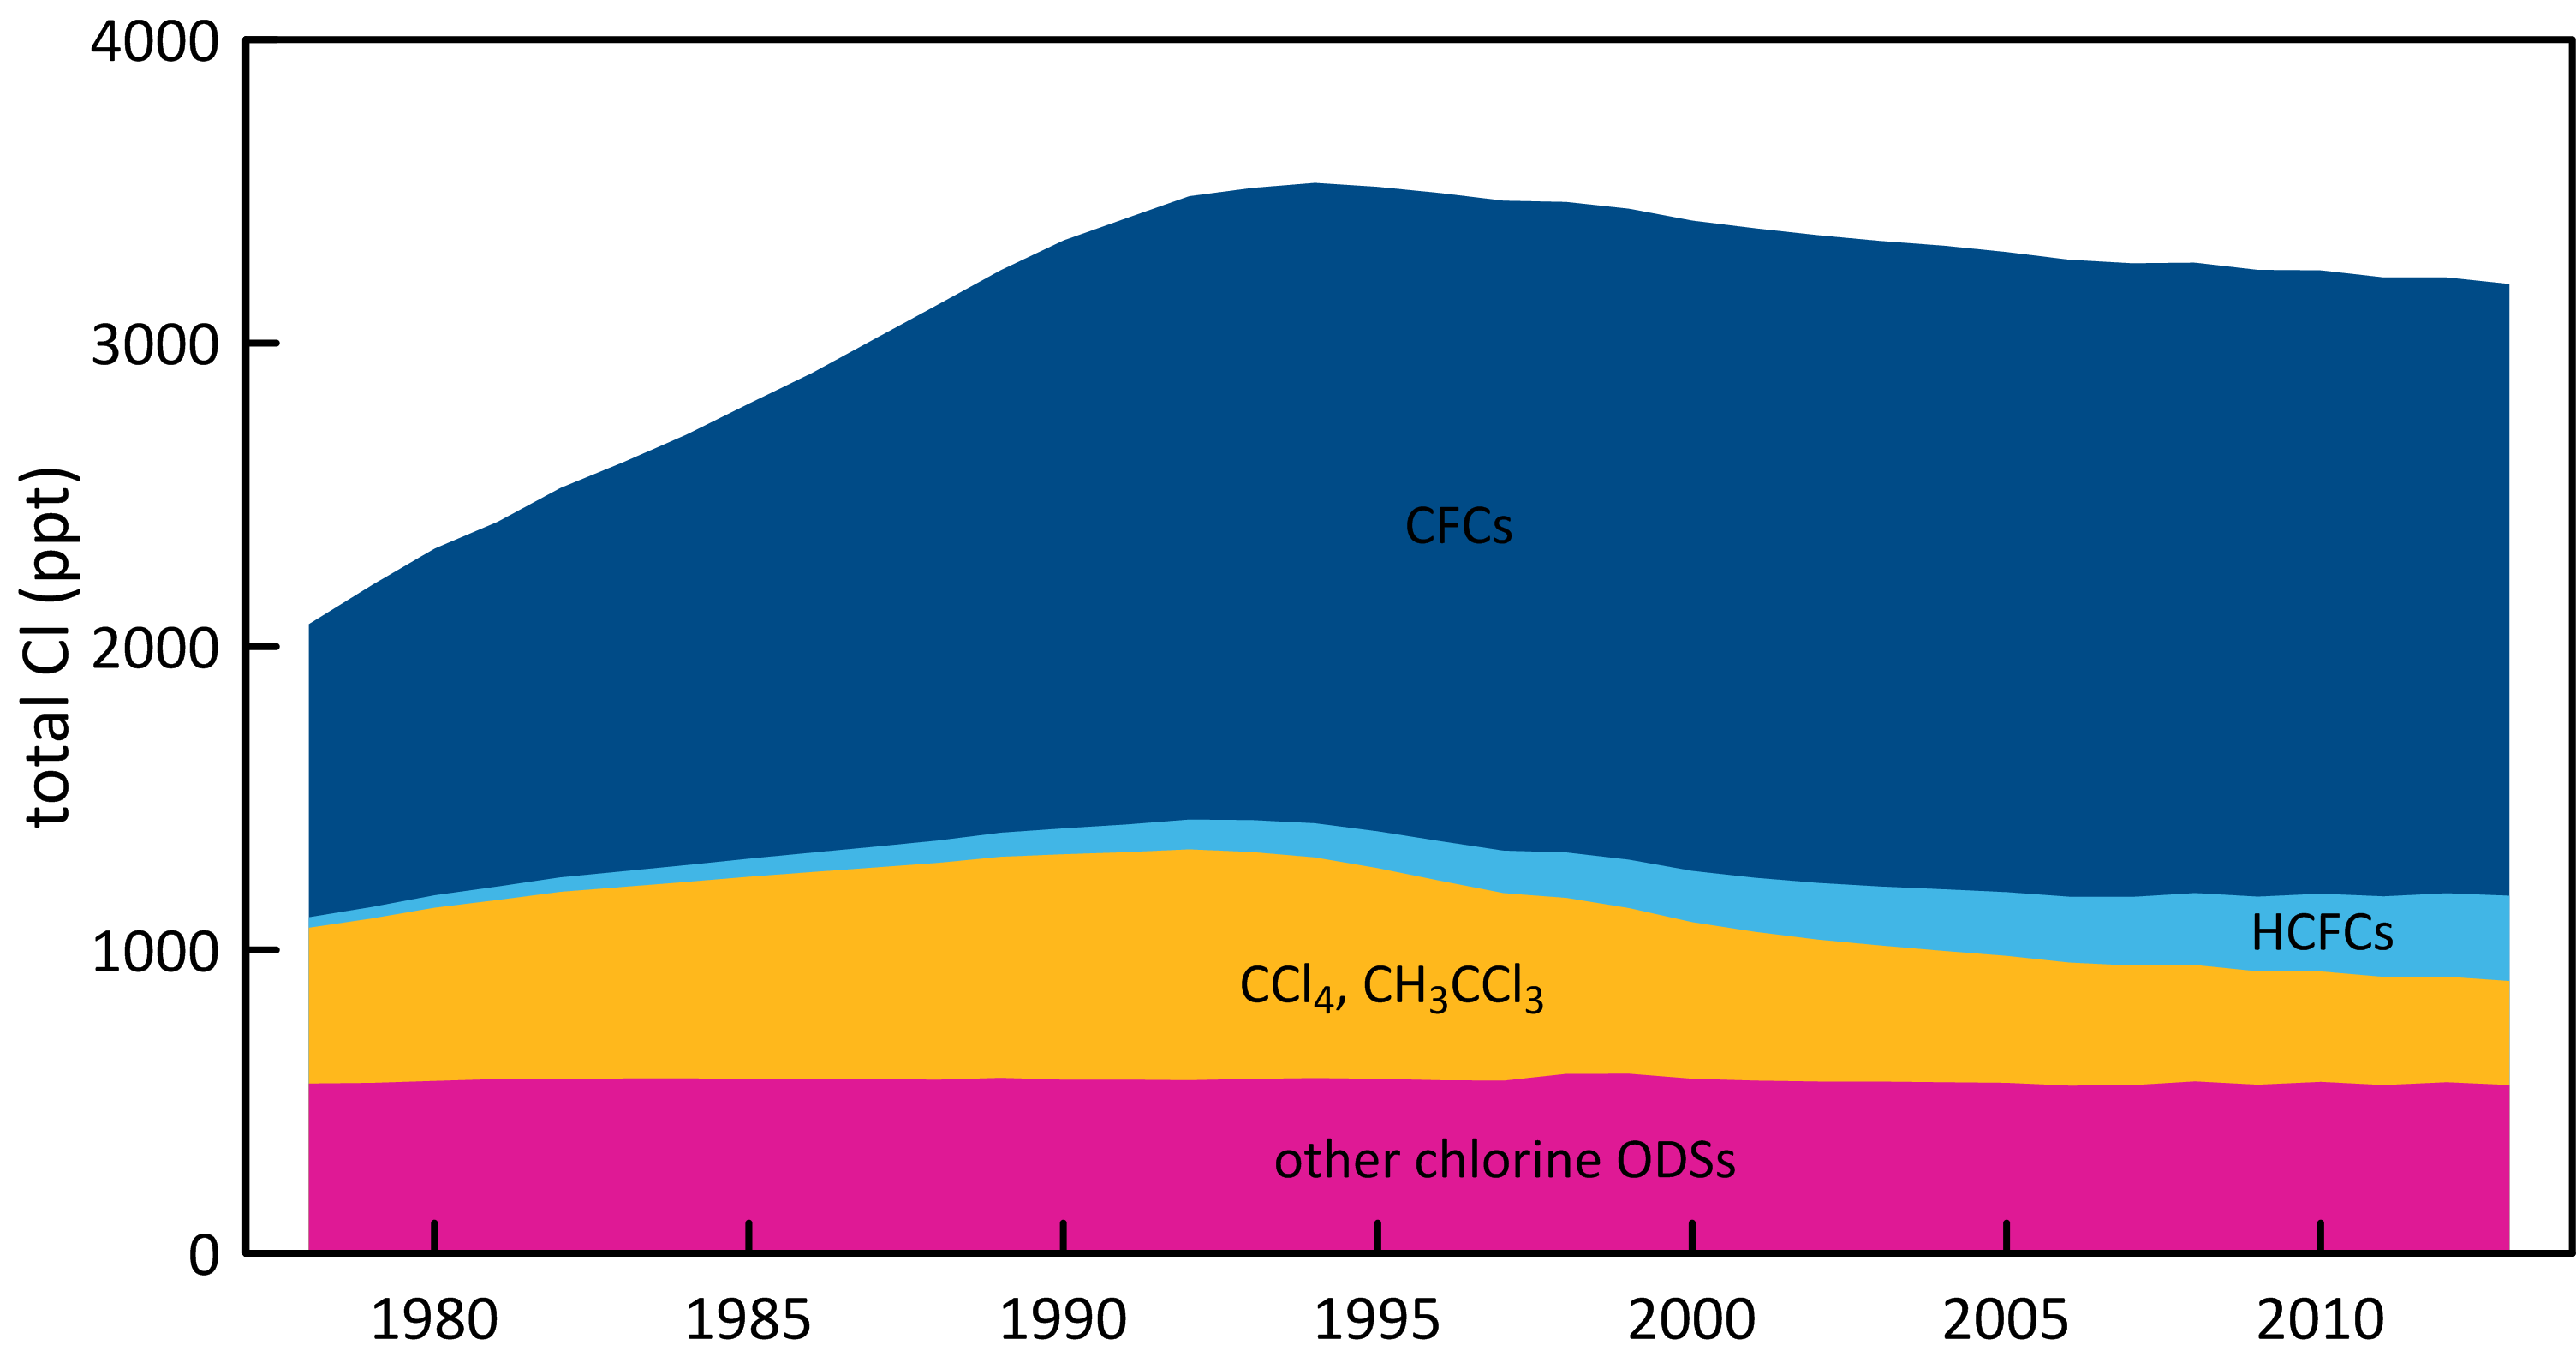 4000
3000
2000
1000
0
total Cl (ppt)
CFCs
HCFCs
CCl₄, CH₃CCl₃
other chlorine ODSs
1980 1985 1990 1995 2000 2005 2010